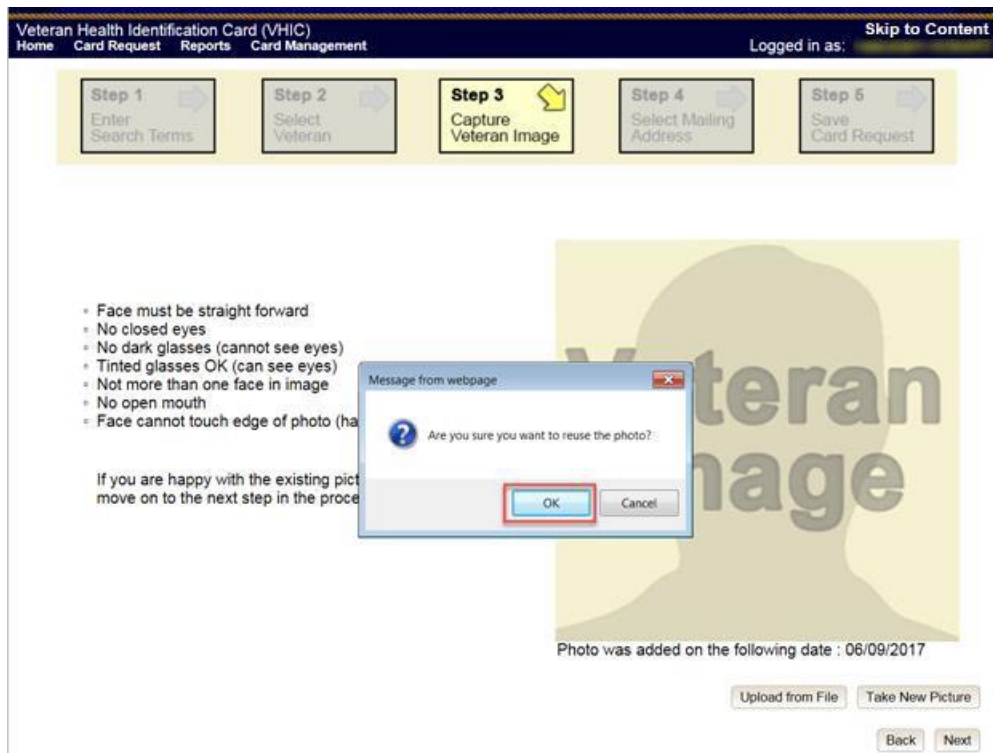 Veteran Health Identification Card (VHIC)
Skip to Content
Home Card Request Reports Card Management
Logged in as:
Step 1
Enter
Search Terms
Step 2
Select
Veteran
Step 3
Capture
Veteran Image
Step 4
Select Mailing
Address
Step 5
Save
Card Request
Face must be straight forward
No closed eyes
No dark glasses (cannot see eyes)
Tinted glasses OK (can see eyes)
Not more than one face in image
No open mouth
Face cannot touch edge of photo (ha
If you are happy with the existing pict
move on to the next step in the proce
Message from webpage
Are you sure you want to reuse the photo?
OK Cancel
V teran
mage
Photo was added on the following date : 06/09/2017
Upload from File Take New Picture
Back Next